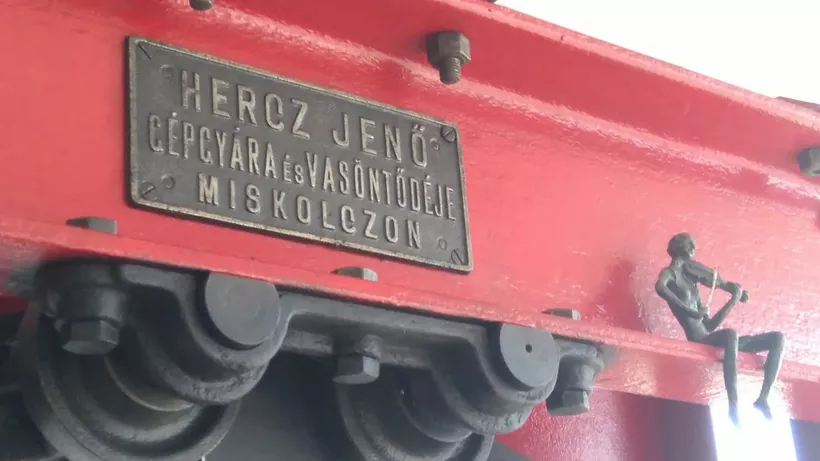 HERCZ JENŐ
GÉPGYÁRA ÉS VASÖNTŐDÉJE
MISKOLCZON